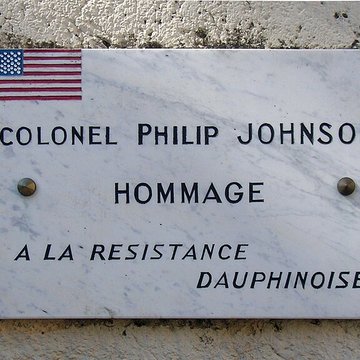 COLONEL PHILIP JOHNSO
HOMMAGE
A LA RESISTANCE
DAUPHINOISE